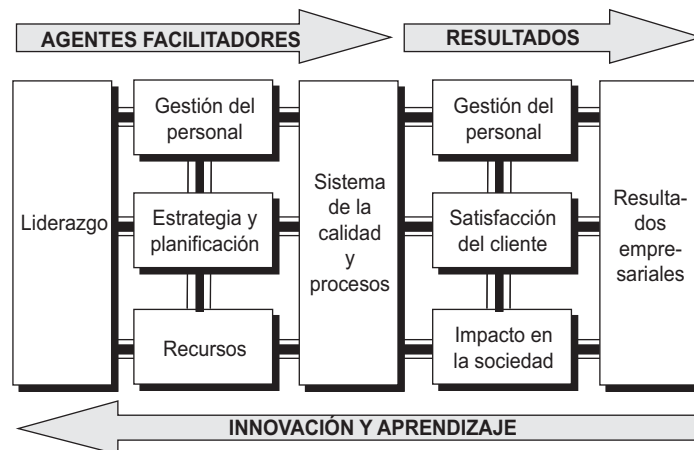 AGENTES FACILITADORES
RESULTADOS
Liderazgo
Gestión del
personal
Estrategia y
planificación
Recursos
Sistema
de la
calidad
y
procesos
Gestión del
personal
Satisfacción
del cliente
Impacto en
la sociedad
Resulta-
dos
empre-
sariales
INNOVACIÓN Y APRENDIZAJE